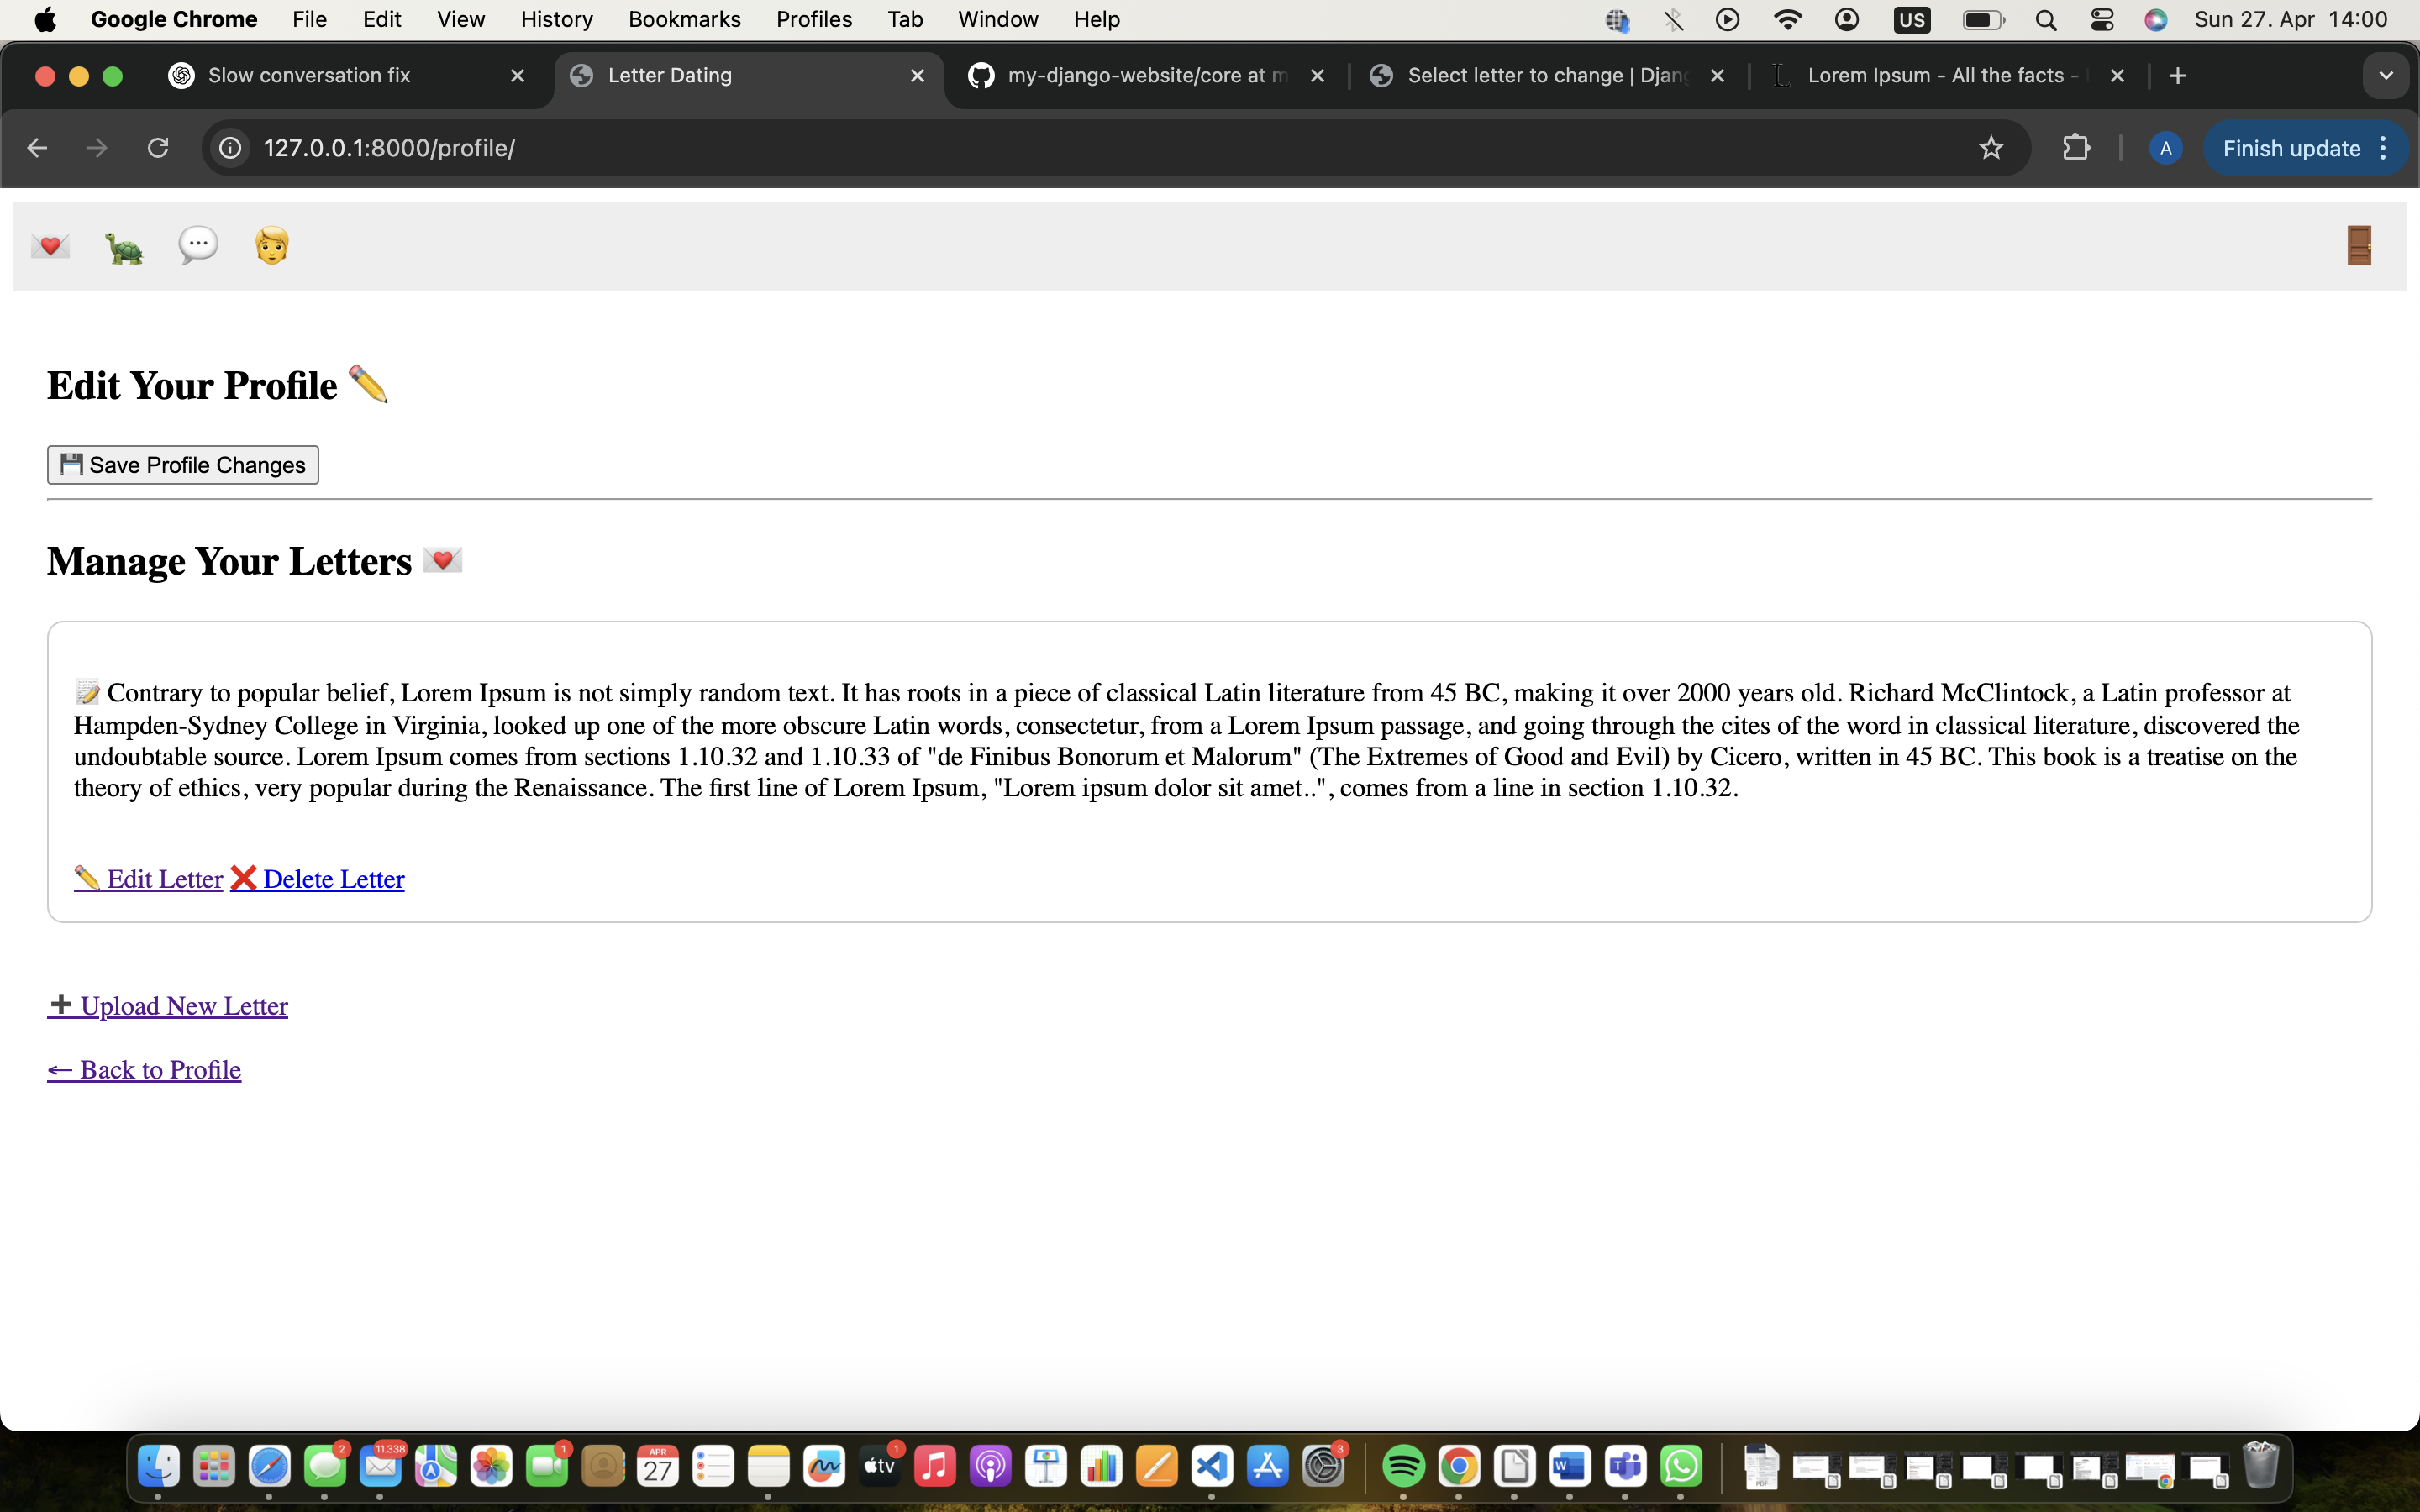 Google Chrome File Edit View History Bookmarks Profiles Tab Window Help US Sun 27. Apr 14:00
Slow conversation fix Letter Dating my-django-website/core at m Select letter to change | Djang Lorem Ipsum - All the facts -
127.0.0.1:8000/profile/ A Finish update
Edit Your Profile
Save Profile Changes
Manage Your Letters
Contrary to popular belief, Lorem Ipsum is not simply random text. It has roots in a piece of classical Latin literature from 45 BC, making it over 2000 years old. Richard McClintock, a Latin professor at
Hampden-Sydney College in Virginia, looked up one of the more obscure Latin words, consectetur, from a Lorem Ipsum passage, and going through the cites of the word in classical literature, discovered the
undoubtable source. Lorem Ipsum comes from sections 1.10.32 and 1.10.33 of "de Finibus Bonorum et Malorum" (The Extremes of Good and Evil) by Cicero, written in 45 BC. This book is a treatise on the
theory of ethics, very popular during the Renaissance. The first line of Lorem Ipsum, "Lorem ipsum dolor sit amet..", comes from a line in section 1.10.32.
Edit Letter Delete Letter
Upload New Letter
← Back to Profile
2 11.338 1 APR 27 tv 1 3 W T PDF